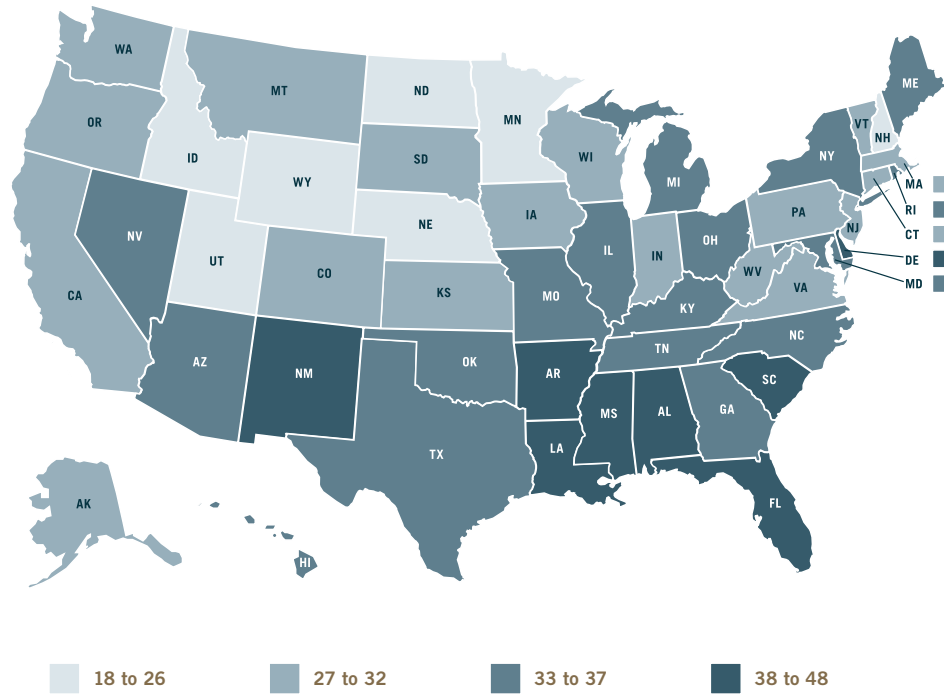 WA
MT
ND
MN
ME
OR
ID
SD
WI
VT
NH
WY
MI
NY
MA
RI
NE
IA
PA
NV
UT
CO
KS
IL
IN
OH
NJ
CT
CA
WV
VA
DE
MD
MO
KY
AZ
NM
OK
AR
TN
NC
SC
TX
MS
AL
GA
LA
AK
HI
FL
18 to 26
27 to 32
33 to 37
38 to 48